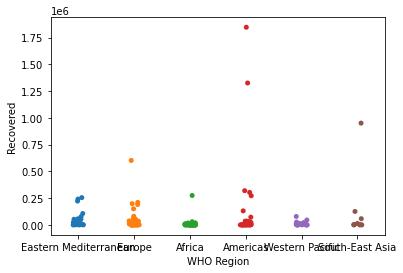 1e6
1.75
1.50
1.25
1.00
0.75
0.50
0.25
0.00
Recovered
Eastern Mediterranean Europe Africa Americas Western Pacific South-East Asia
WHO Region